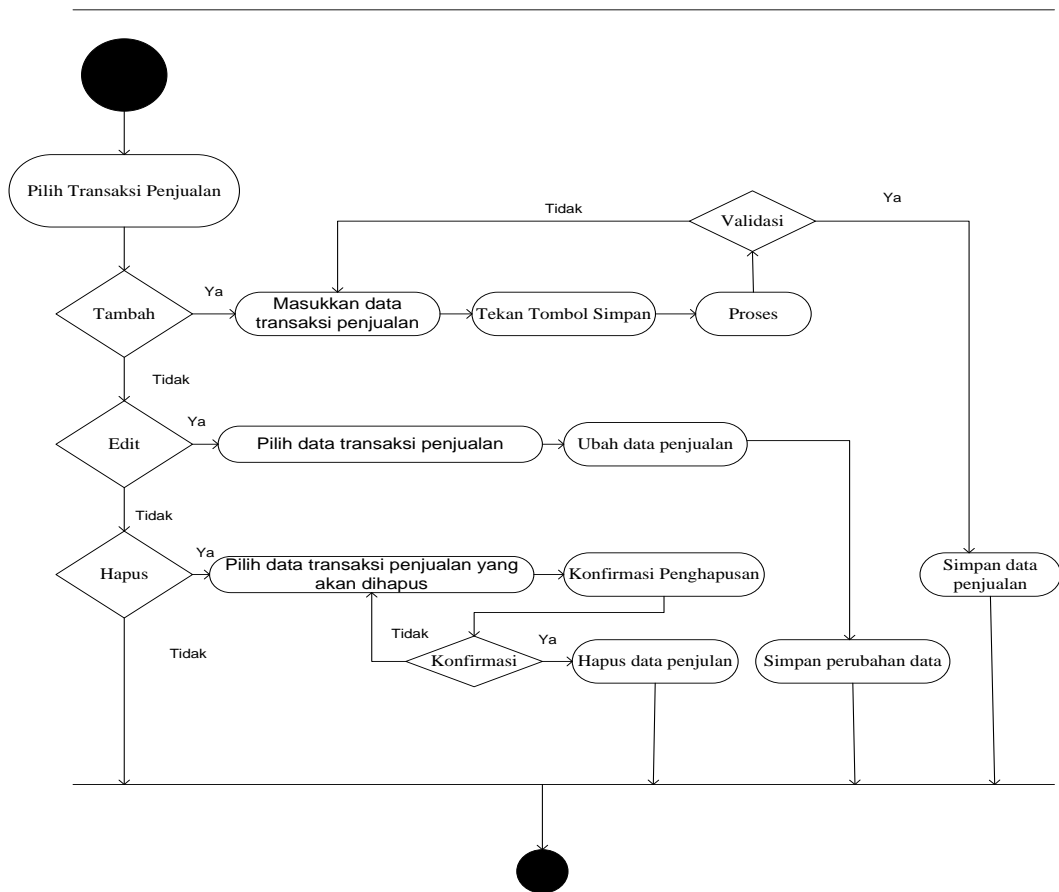 Pilih Transaksi Penjualan
Tidak
Validasi
Ya
Tambah
Ya
Masukkan data
transaksi penjualan
Tekan Tombol Simpan
Proses
Tidak
Edit
Ya
Pilih data transaksi penjualan
Ubah data penjualan
Tidak
Hapus
Ya
Pilih data transaksi penjualan yang
akan dihapus
Konfirmasi Penghapusan
Simpan data
penjualan
Tidak
Tidak
Konfirmasi
Ya
Hapus data penjulan
Simpan perubahan data